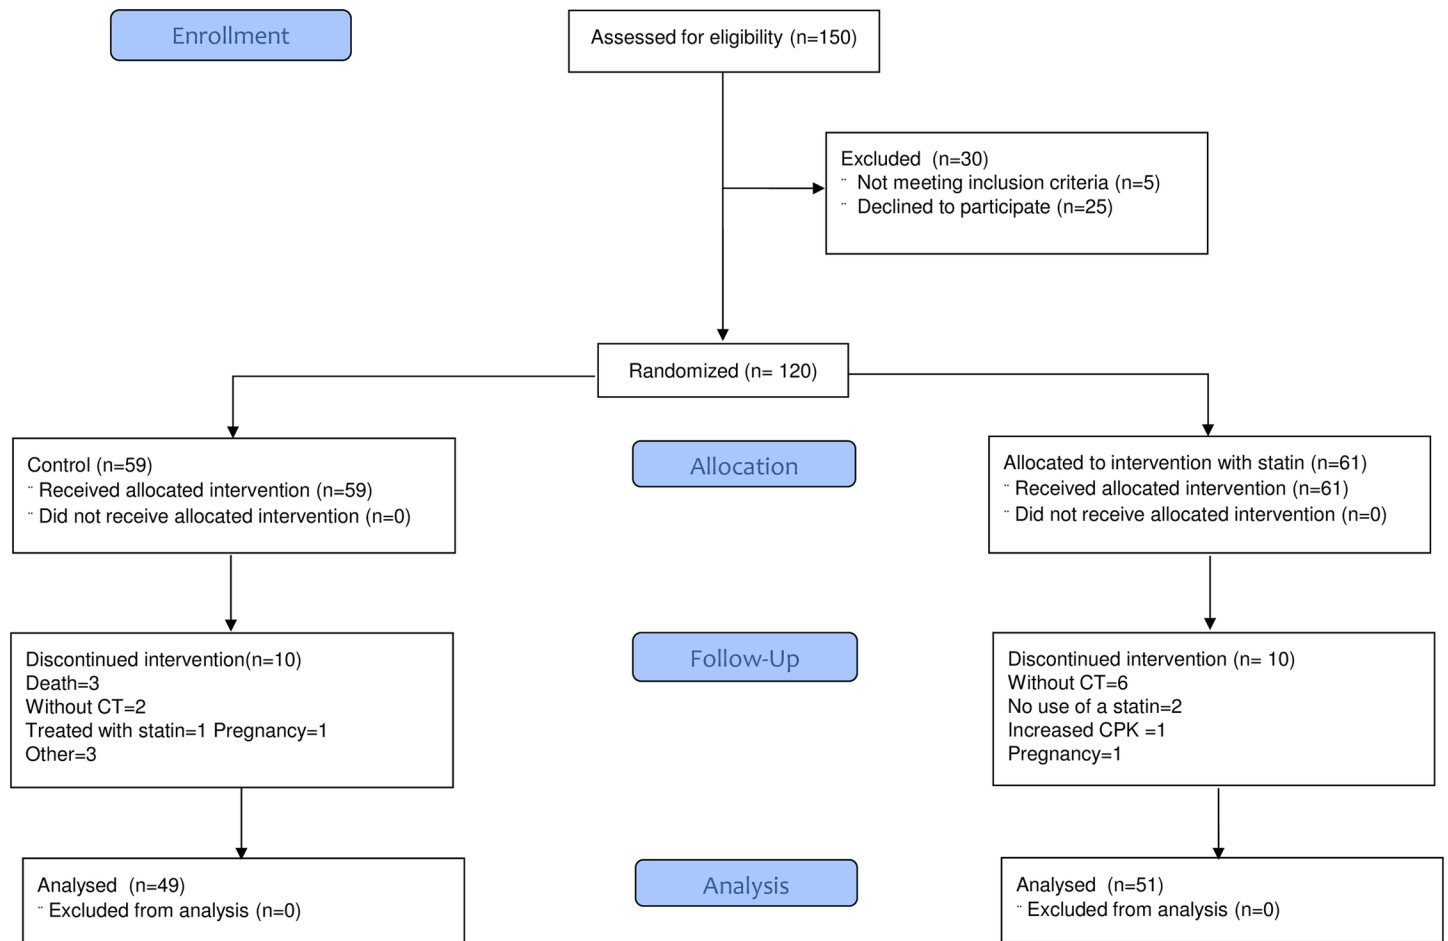 Enrollment
Assessed for eligibility (n=150)
Excluded  (n=30)
¨ Not meeting inclusion criteria (n=5)
¨ Declined to participate (n=25)
Randomized (n= 120)
Control (n=59)
¨ Received allocated intervention (n=59)
¨ Did not receive allocated intervention (n=0)
Allocation
Allocated to intervention with statin (n=61)
¨ Received allocated intervention (n=61)
¨ Did not receive allocated intervention (n=0)
Discontinued intervention(n=10)
Death=3
Without CT=2
Treated with statin=1 Pregnancy=1
Other=3
Follow-Up
Discontinued intervention (n= 10)
Without CT=6
No use of a statin=2
Increased CPK =1
Pregnancy=1
Analysed  (n=49)
¨ Excluded from analysis (n=0)
Analysis
Analysed  (n=51)
¨ Excluded from analysis (n=0)